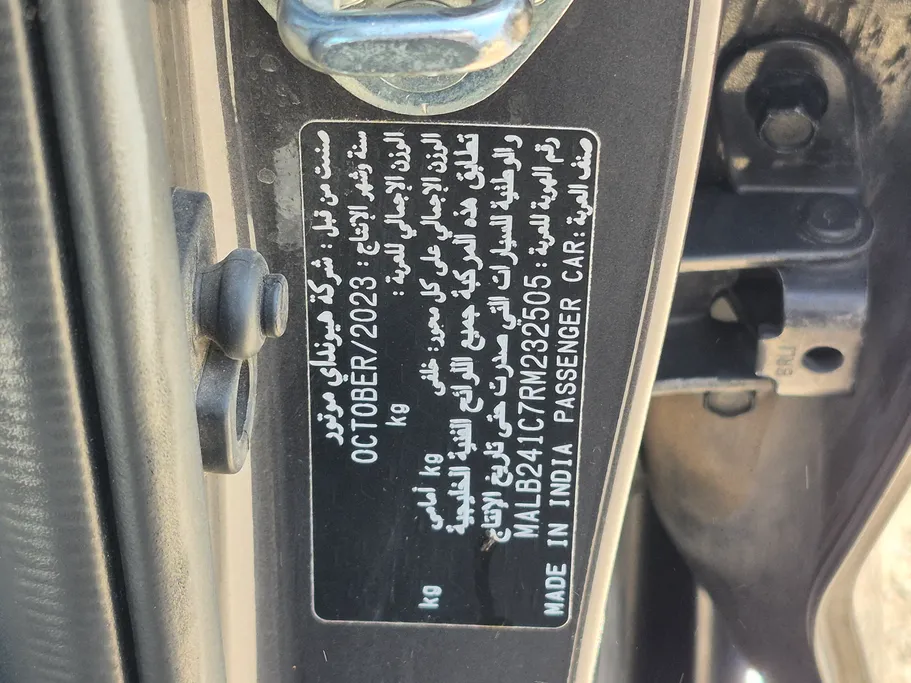 صنعت من قبل : شركة هيونداي موتور
سنة وشهر الإنتاج : OCTOBER/2023
الوزن الإجمالي للعربة : kg
الوزن الإجمالي على كل محور: خلفي kg أمامي kg
تطابق هذه المركبة جميع اللوائح الفنية الخليجية
والوطنية للسيارات التي صدرت حتى تاريخ الإنتاج
رقم الهوية للعربة : MALB241C7RM232505
صنف العربة : MADE IN INDIA PASSENGER CAR
BRLI